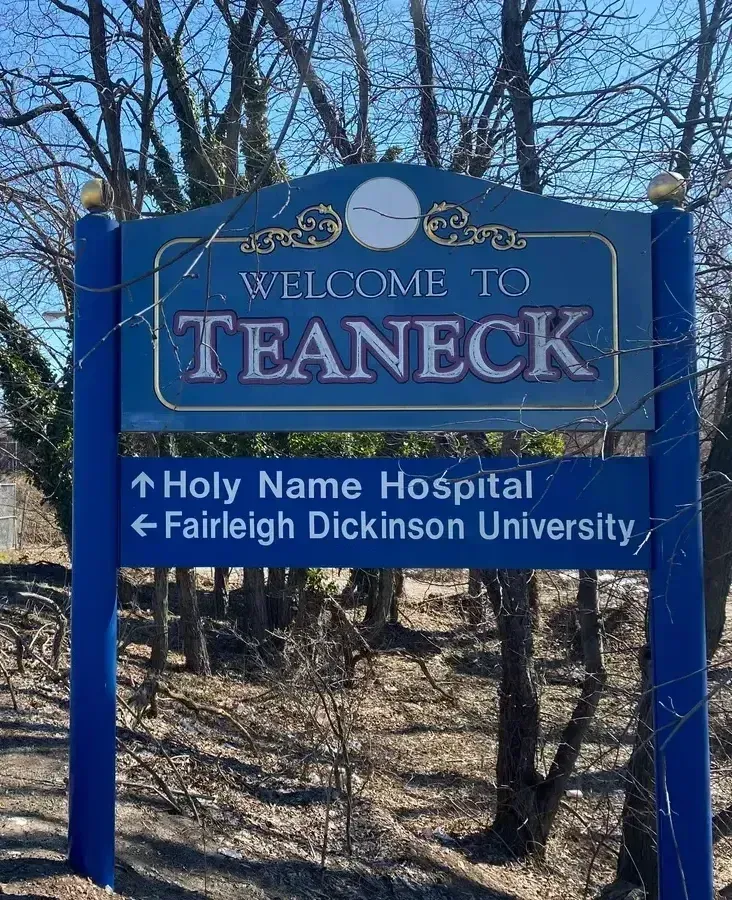 WELCOME TO
TEANECK
↑ Holy Name Hospital
← Fairleigh Dickinson University